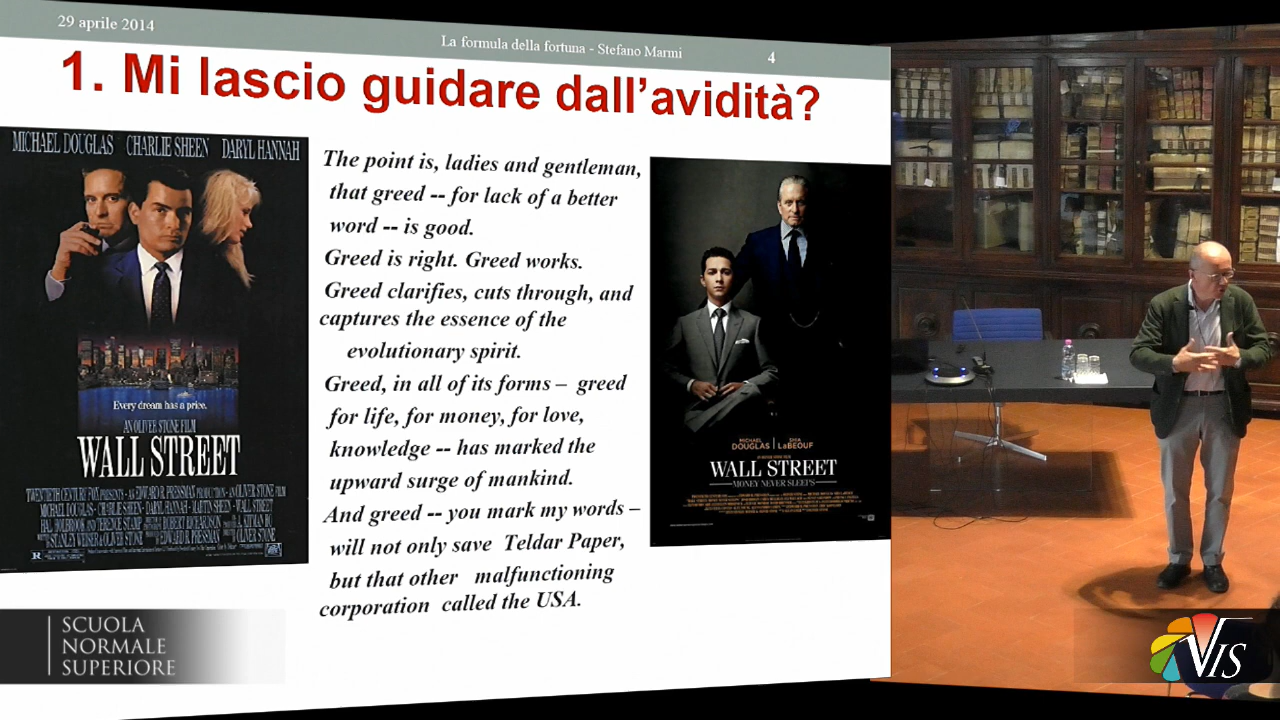 29 aprile 2014
La formula della fortuna - Stefano Marmi
4
1. Mi lascio guidare dall'avidità?
MICHAEL DOUGLAS CHARLIE SHEEN DARYL HANNAH
Every dream has a price.
AN OLIVER STONE FILM
WALL STREET
The point is, ladies and gentleman,
that greed -- for lack of a better
word -- is good.
Greed is right. Greed works.
Greed clarifies, cuts through, and
captures the essence of the
evolutionary spirit.
Greed, in all of its forms – greed
for life, for money, for love,
knowledge -- has marked the
upward surge of mankind.
And greed -- you mark my words –
will not only save Teldar Paper,
but that other malfunctioning
corporation called the USA.
MICHAEL DOUGLAS
SHIA LaBEOUF
WALL STREET
MONEY NEVER SLEEPS
SCUOLA
NORMALE
SUPERIORE
VIS